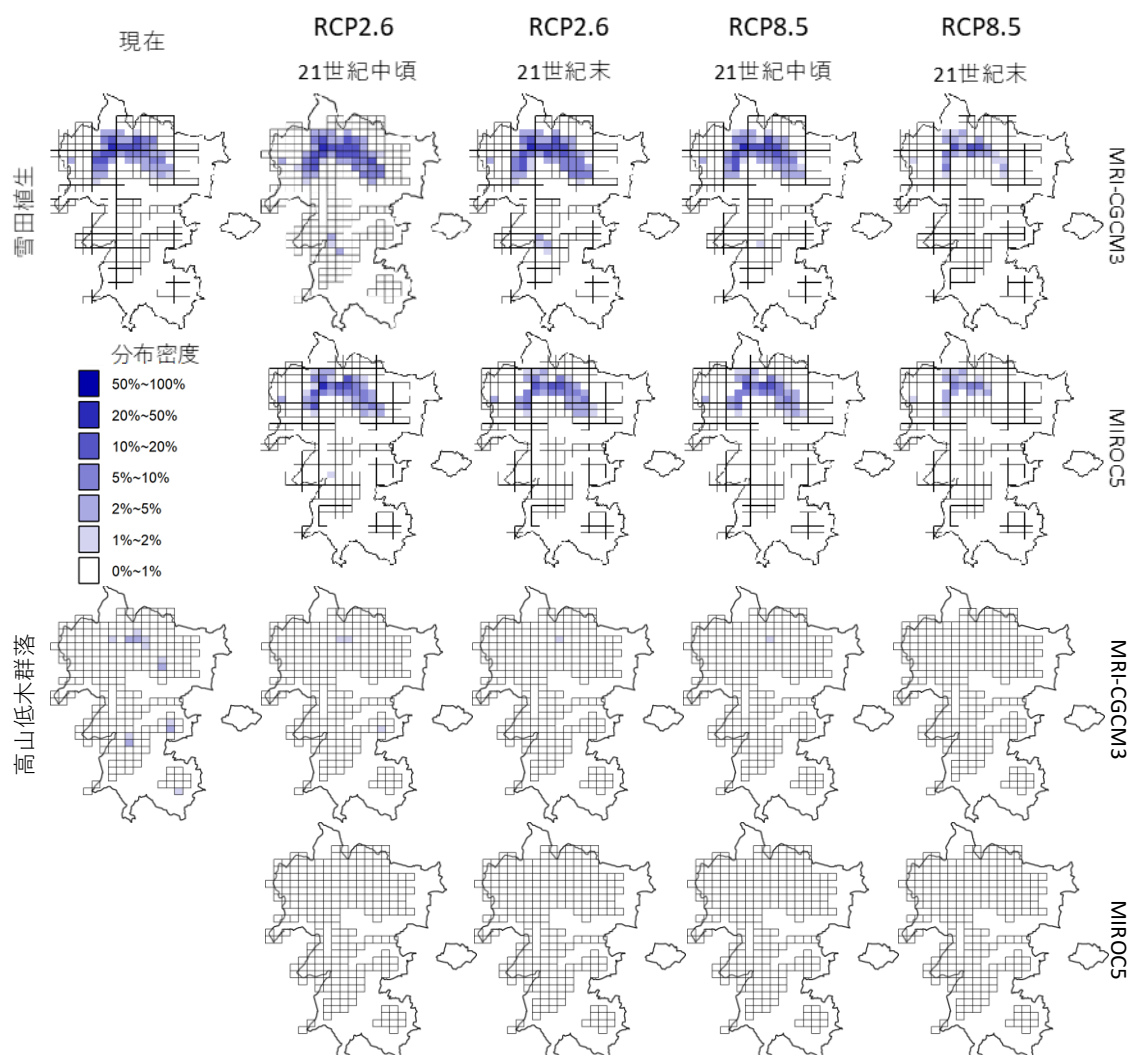 現在
RCP2.6
RCP2.6
RCP8.5
RCP8.5
21世紀中頃
21世紀末
21世紀中頃
21世紀末
雪田植生
MRI-CGCM3
分布密度
50%~100%
20%~50%
10%~20%
5%~10%
2%~5%
1%~2%
0%~1%
MIROC5
高山低木群落
MRI-CGCM3
MIROC5